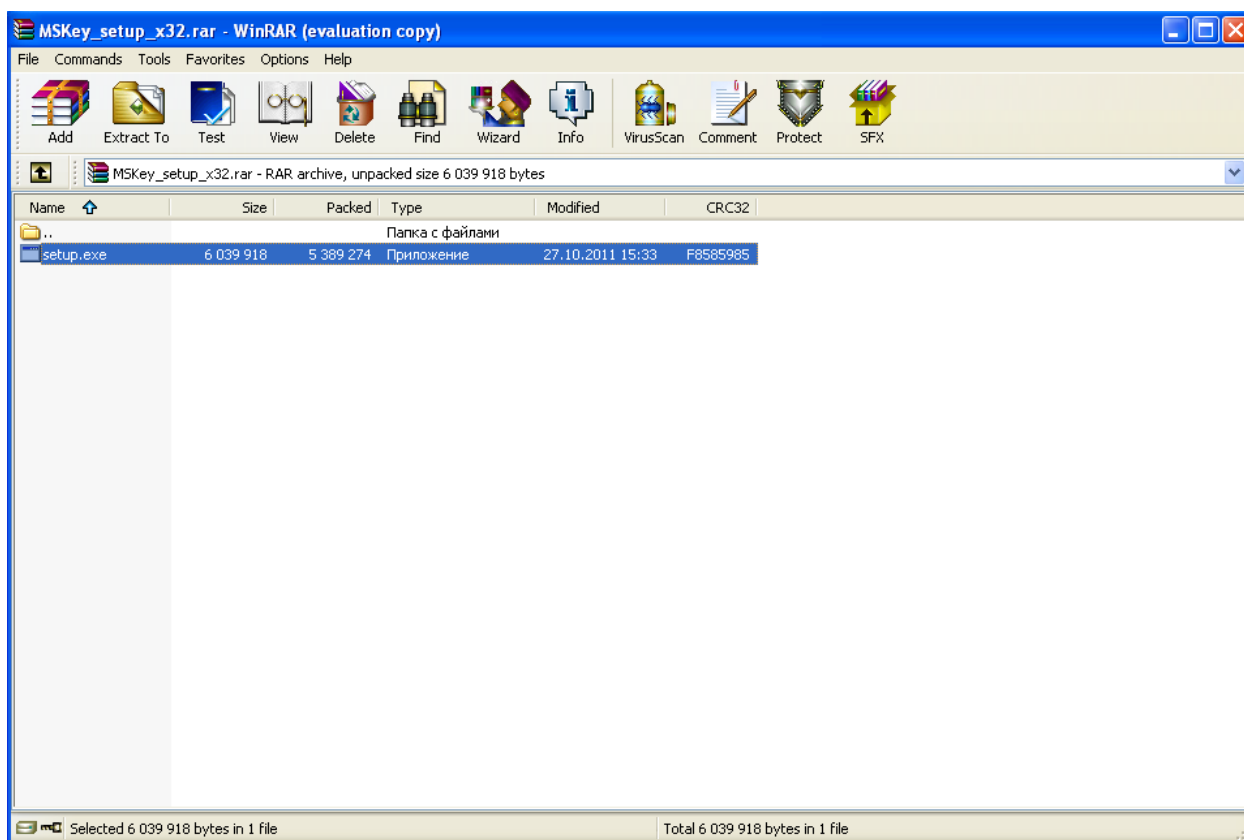 MSKey_setup_x32.rar - WinRAR (evaluation copy)
File Commands Tools Favorites Options Help
Add Extract To Test View Delete Find Wizard Info VirusScan Comment Protect SFX
MSKey_setup_x32.rar - RAR archive, unpacked size 6 039 918 bytes
Name Size Packed Type Modified CRC32
.. Папка с файлами
setup.exe 6 039 918 5 389 274 Приложение 27.10.2011 15:33 F8585985
Selected 6 039 918 bytes in 1 file Total 6 039 918 bytes in 1 file